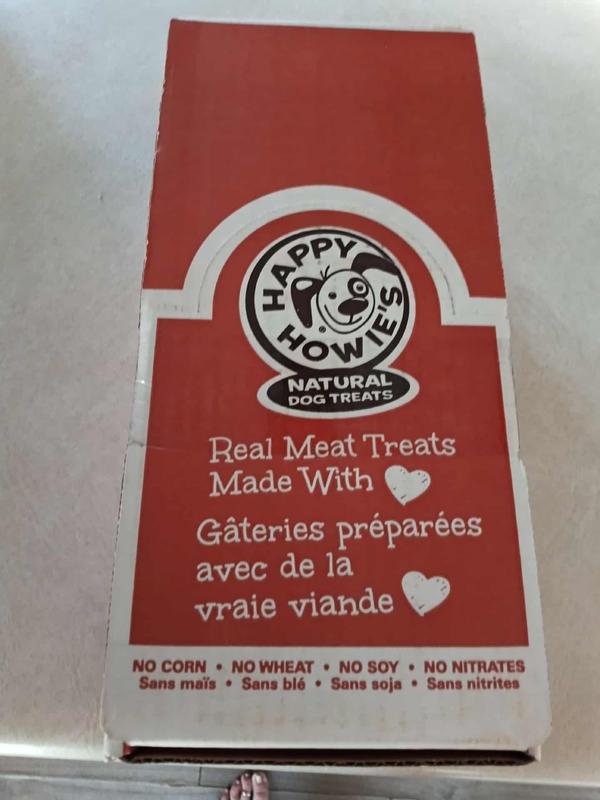 HAPPY
HOWIE'S
®
NATURAL
DOG TREATS
Real Meat Treats
Made With
Gâteries préparées
avec de la
vraie viande
NO CORN • NO WHEAT • NO SOY • NO NITRATES
Sans maïs • Sans blé • Sans soja • Sans nitrites